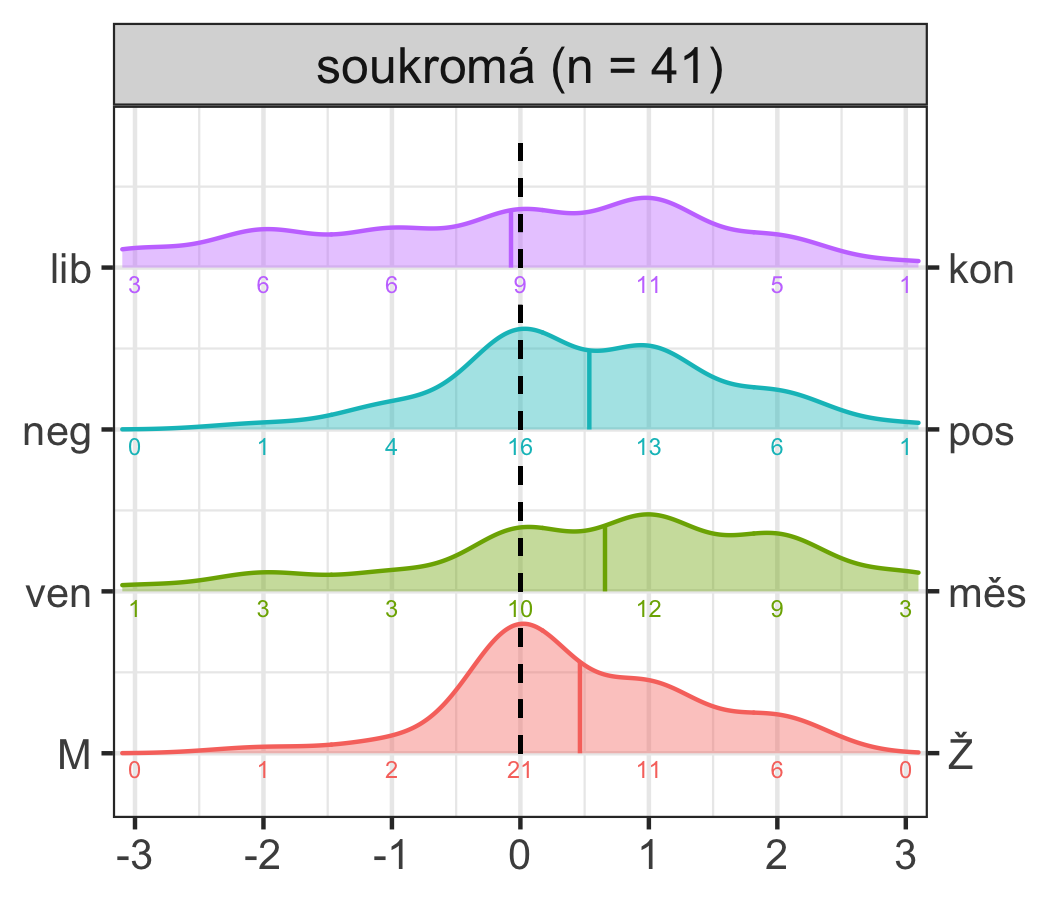 soukromá (n = 41)
lib kon
3 6 6 9 11 5 1
neg pos
0 1 4 16 13 6 1
ven měs
1 3 3 10 12 9 3
M Ž
0 1 2 21 11 6 0
-3 -2 -1 0 1 2 3